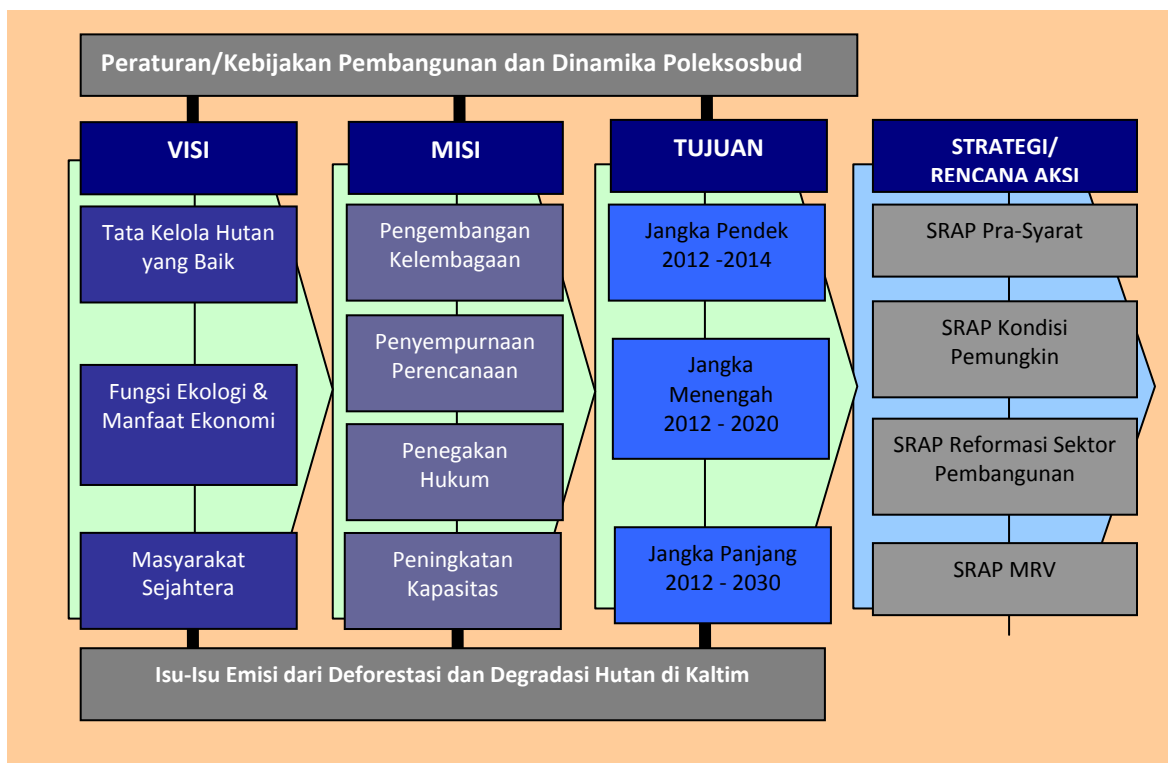 Peraturan/Kebijakan Pembangunan dan Dinamika Poleksosbud
VISI
Tata Kelola Hutan
yang Baik
Fungsi Ekologi &
Manfaat Ekonomi
Masyarakat
Sejahtera
MISI
Pengembangan
Kelembagaan
Penyempurnaan
Perencanaan
Penegakan
Hukum
Peningkatan
Kapasitas
TUJUAN
Jangka Pendek
2012 -2014
Jangka
Menengah
2012 - 2020
Jangka Panjang
2012 - 2030
STRATEGI/
RENCANA AKSI
SRAP Pra-Syarat
SRAP Kondisi
Pemungkin
SRAP Reformasi Sektor
Pembangunan
SRAP MRV
Isu-Isu Emisi dari Deforestasi dan Degradasi Hutan di Kaltim